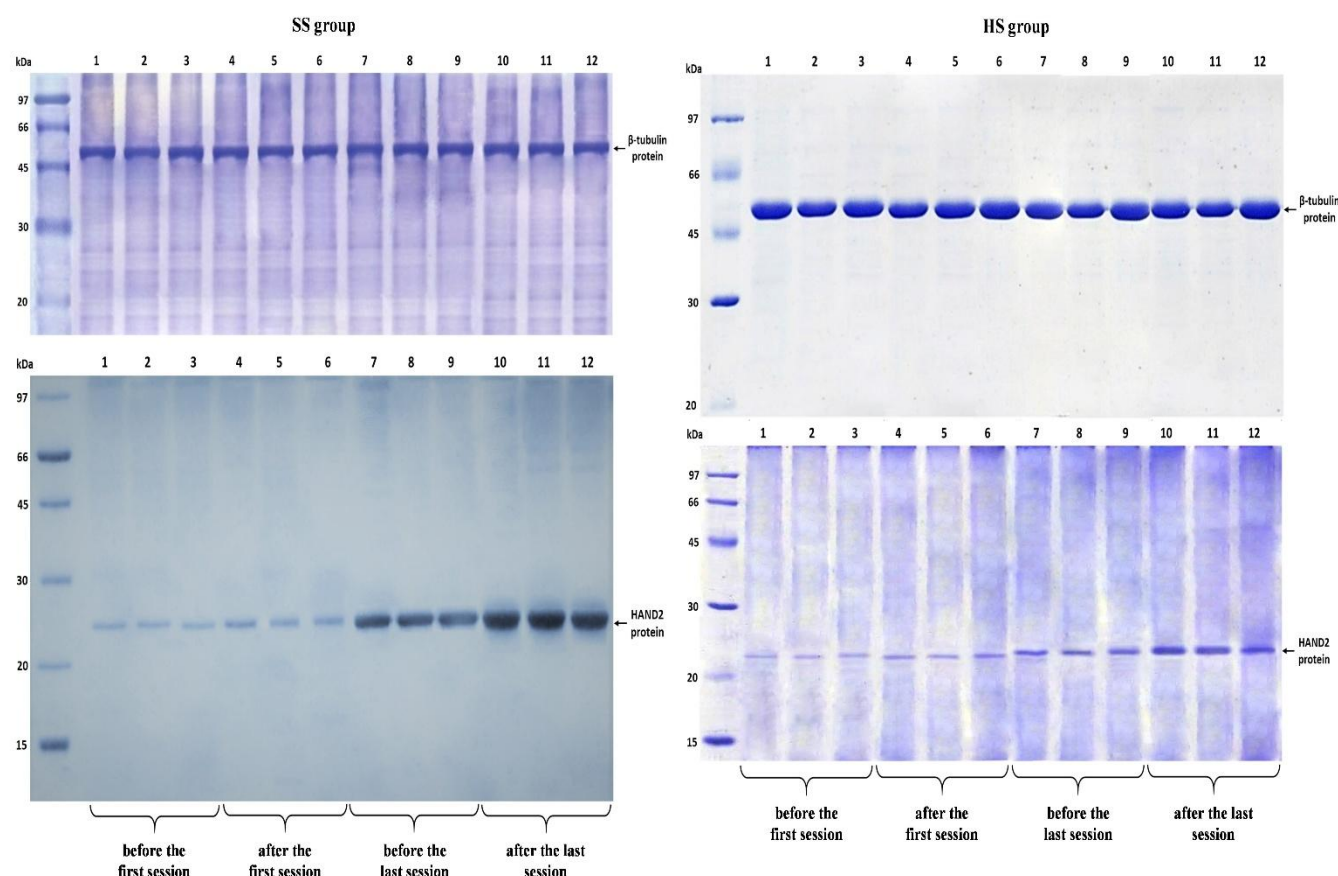 SS group
kDa 1 2 3 4 5 6 7 8 9 10 11 12
97
66
45
30
20
β-tubulin
protein
kDa 1 2 3 4 5 6 7 8 9 10 11 12
97
66
45
30
20
15
HAND2
protein
before the
first session
after the
first session
before the
last session
after the last
session
HS group
kDa 1 2 3 4 5 6 7 8 9 10 11 12
97
66
45
30
20
β-tubulin
protein
kDa 1 2 3 4 5 6 7 8 9 10 11 12
97
66
45
30
20
15
HAND2
protein
before the
first session
after the
first session
before the
last session
after the last
session